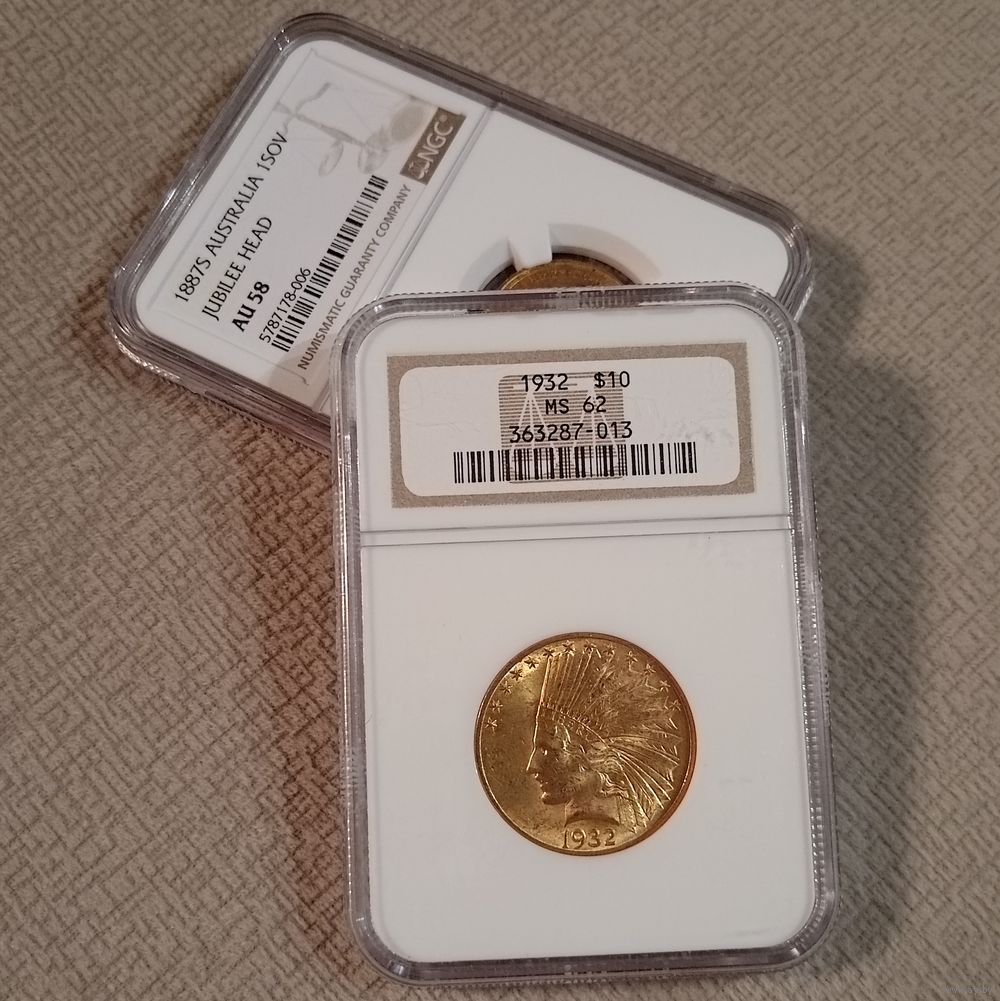 NGC
1887S AUSTRALIA 1SOV
JUBILEE HEAD
AU 58
5787178-006
NUMISMATIC GUARANTY COMPANY
1932 $10
MS 62
363287-013
1932